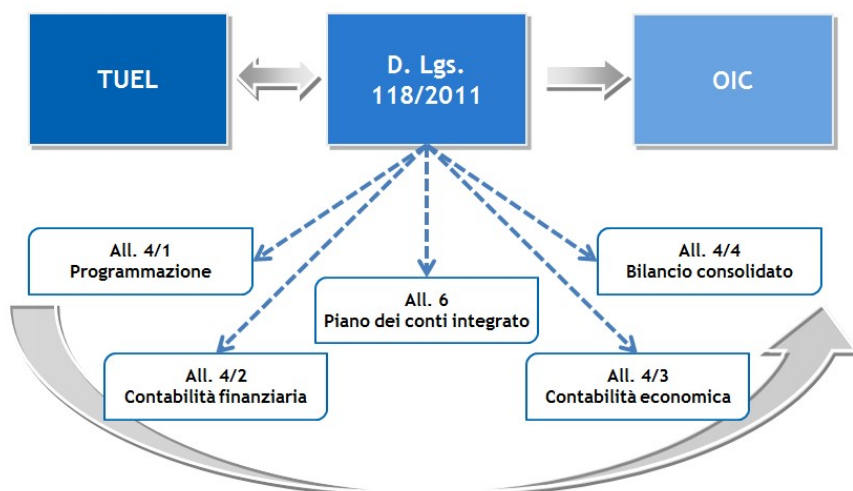 TUEL
D. Lgs.
118/2011
OIC
All. 4/1
Programmazione
All. 4/4
Bilancio consolidato
All. 6
Piano dei conti integrato
All. 4/2
Contabilità finanziaria
All. 4/3
Contabilità economica